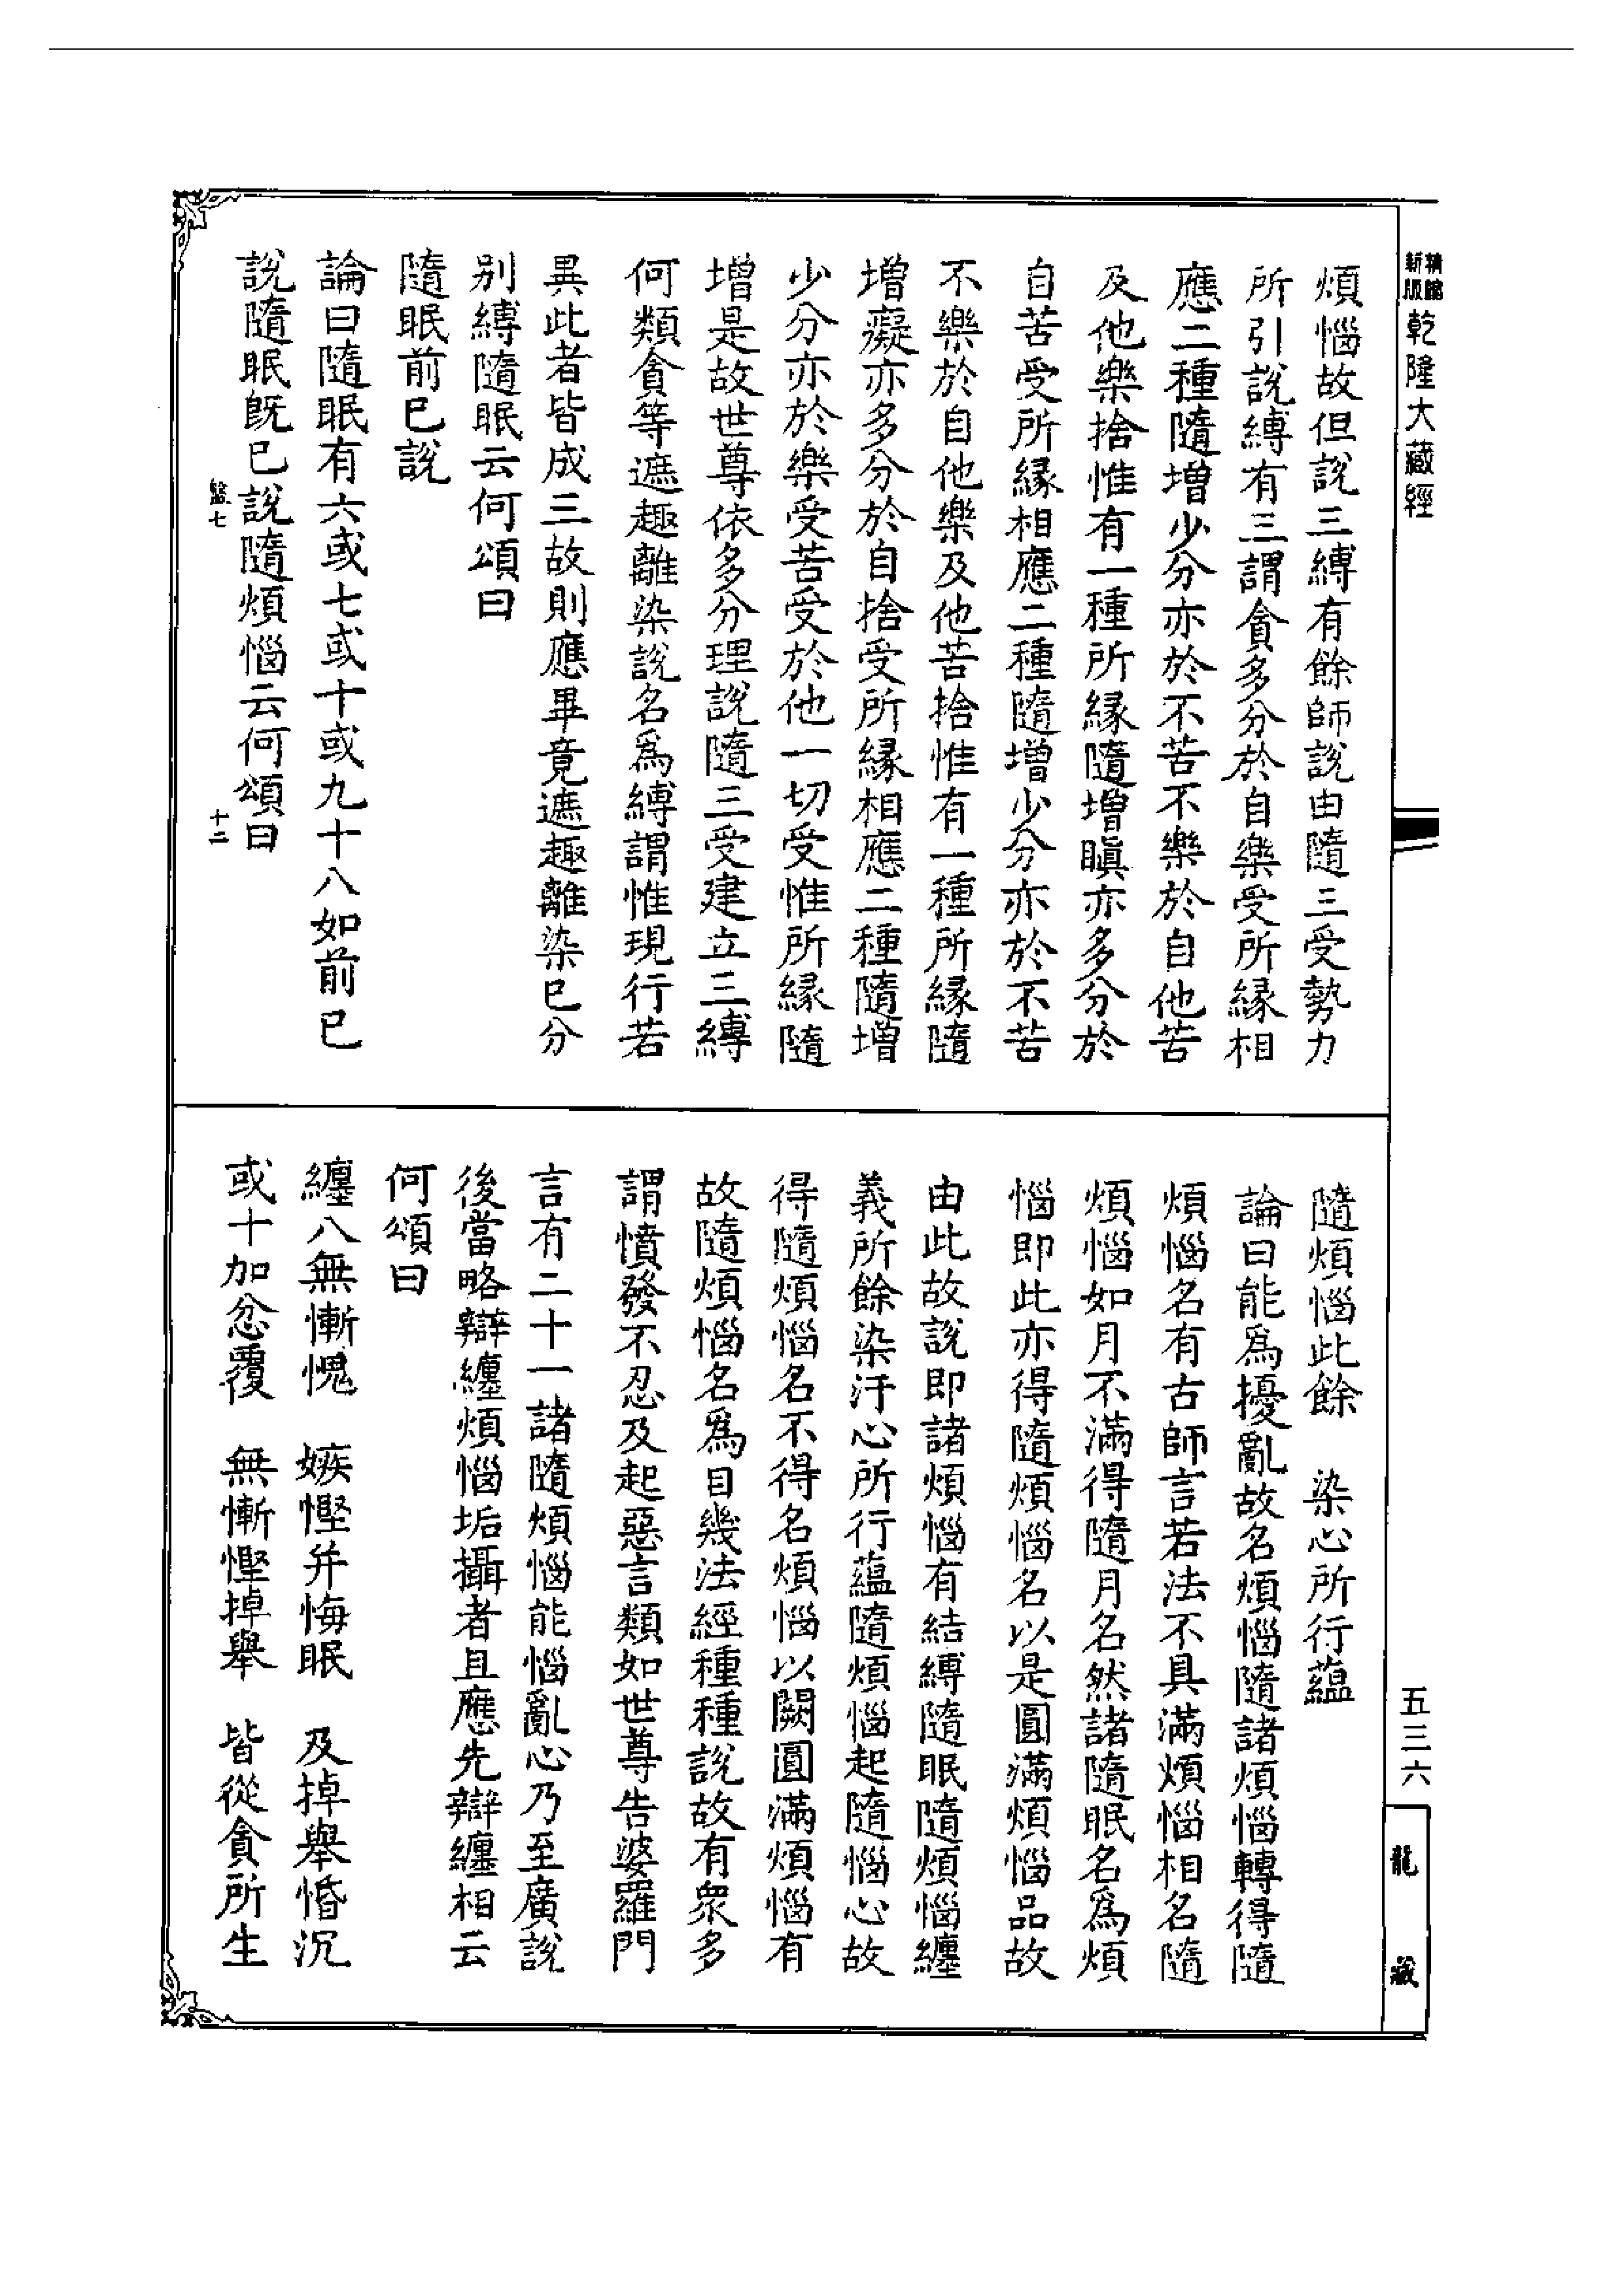 精縮新版乾隆大藏經
煩惱故但說三縛有餘師說由隨三受勢力
所引說縛有三謂貪多分於自樂受所緣相
應二種隨增少分亦於不苦不樂於自他苦
及他樂捨惟有一種所緣隨增瞋亦多分於
自苦受所緣相應二種隨增少分亦於不苦
不樂於自他樂及他苦捨惟有一種所緣隨
增癡亦多分於自捨受所緣相應二種隨增
少分亦於樂受苦受於他一切受惟所緣隨
增是故世尊依多分理說隨三受建立三縛
何類貪等遮趣離染說名爲縛謂惟現行若
異此者皆成三故則應畢竟遮趣離染已分
别縛隨眠云何頌曰
隨眠前已說
論曰隨眠有六或七或十或九十八如前已
說隨眠旣已說隨煩惱云何頌曰
盤七
十二
隨煩惱此餘　染心所行蘊
論曰能爲擾亂故名煩惱隨諸煩惱轉得隨
煩惱名有古師言若法不具滿煩惱相名隨
煩惱如月不滿得隨月名然諸隨眠名爲煩
惱即此亦得隨煩惱名以是圓滿煩惱品故
由此故說即諸煩惱有結縛隨眠隨煩惱纏
義所餘染汙心所行蘊隨煩惱起隨惱心故
得隨煩惱名不得名煩惱以闕圓滿煩惱有
故隨煩惱名爲目幾法經種種說故有衆多
謂憤發不忍及起惡言類如世尊告婆羅門
言有二十一諸隨煩惱能惱亂心乃至廣說
後當略辯纏煩惱垢攝者且應先辯纏相云
何頌曰
纏八無慚愧　嫉慳并悔眠　及掉舉惛沉
或十加忿覆　無慚慳掉舉　皆從貪所生
五三六
龍藏